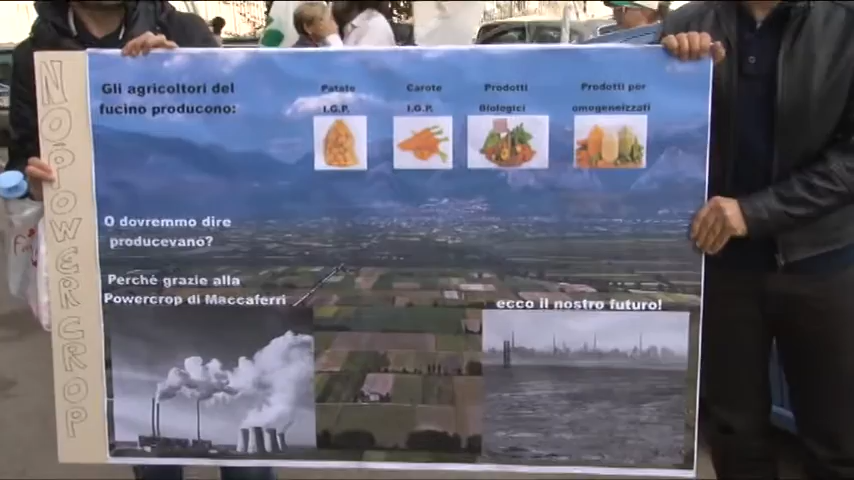 NO POWERCROP
Gli agricoltori del
fucino producono:
Patate
I.G.P.
Carote
I.G.P.
Prodotti
Biologici
Prodotti per
omogeneizzati
O dovremmo dire
producevano?
Perché grazie alla
Powercrop di Maccaferri
ecco il nostro futuro!